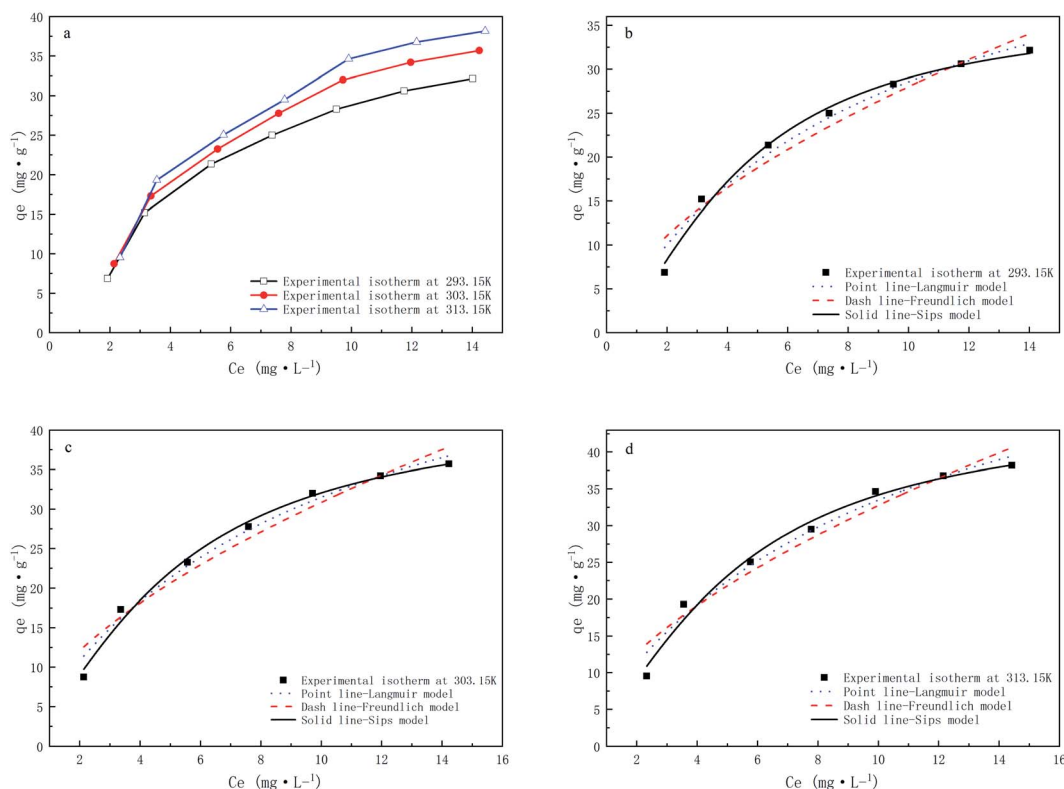 a
40
35
30
25
20
15
10
5
0
qe (mg·g⁻¹)
Experimental isotherm at 293.15K
Experimental isotherm at 303.15K
Experimental isotherm at 313.15K
0 2 4 6 8 10 12 14
Ce (mg·L⁻¹)
b
40
35
30
25
20
15
10
5
0
qe (mg·g⁻¹)
Experimental isotherm at 293.15K
Point line-Langmuir model
Dash line-Freundlich model
Solid line-Sips model
0 2 4 6 8 10 12 14
Ce (mg·L⁻¹)
c
40
35
30
25
20
15
10
5
0
qe (mg·g⁻¹)
Experimental isotherm at 303.15K
Point line-Langmuir model
Dash line-Freundlich model
Solid line-Sips model
2 4 6 8 10 12 14 16
Ce (mg·L⁻¹)
d
40
35
30
25
20
15
10
5
0
qe (mg·g⁻¹)
Experimental isotherm at 313.15K
Point line-Langmuir model
Dash line-Freundlich model
Solid line-Sips model
2 4 6 8 10 12 14 16
Ce (mg·L⁻¹)